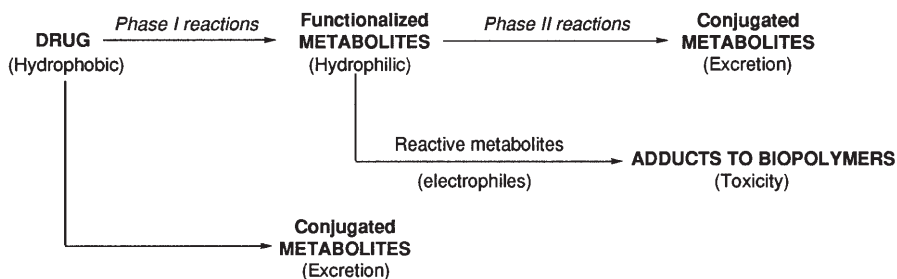 Phase I reactions
Functionalized
Phase II reactions
Conjugated
DRUG
METABOLITES
METABOLITES
(Hydrophobic)
(Hydrophilic)
(Excretion)
Reactive metabolites
ADDUCTS TO BIOPOLYMERS
(electrophiles)
(Toxicity)
Conjugated
METABOLITES
(Excretion)